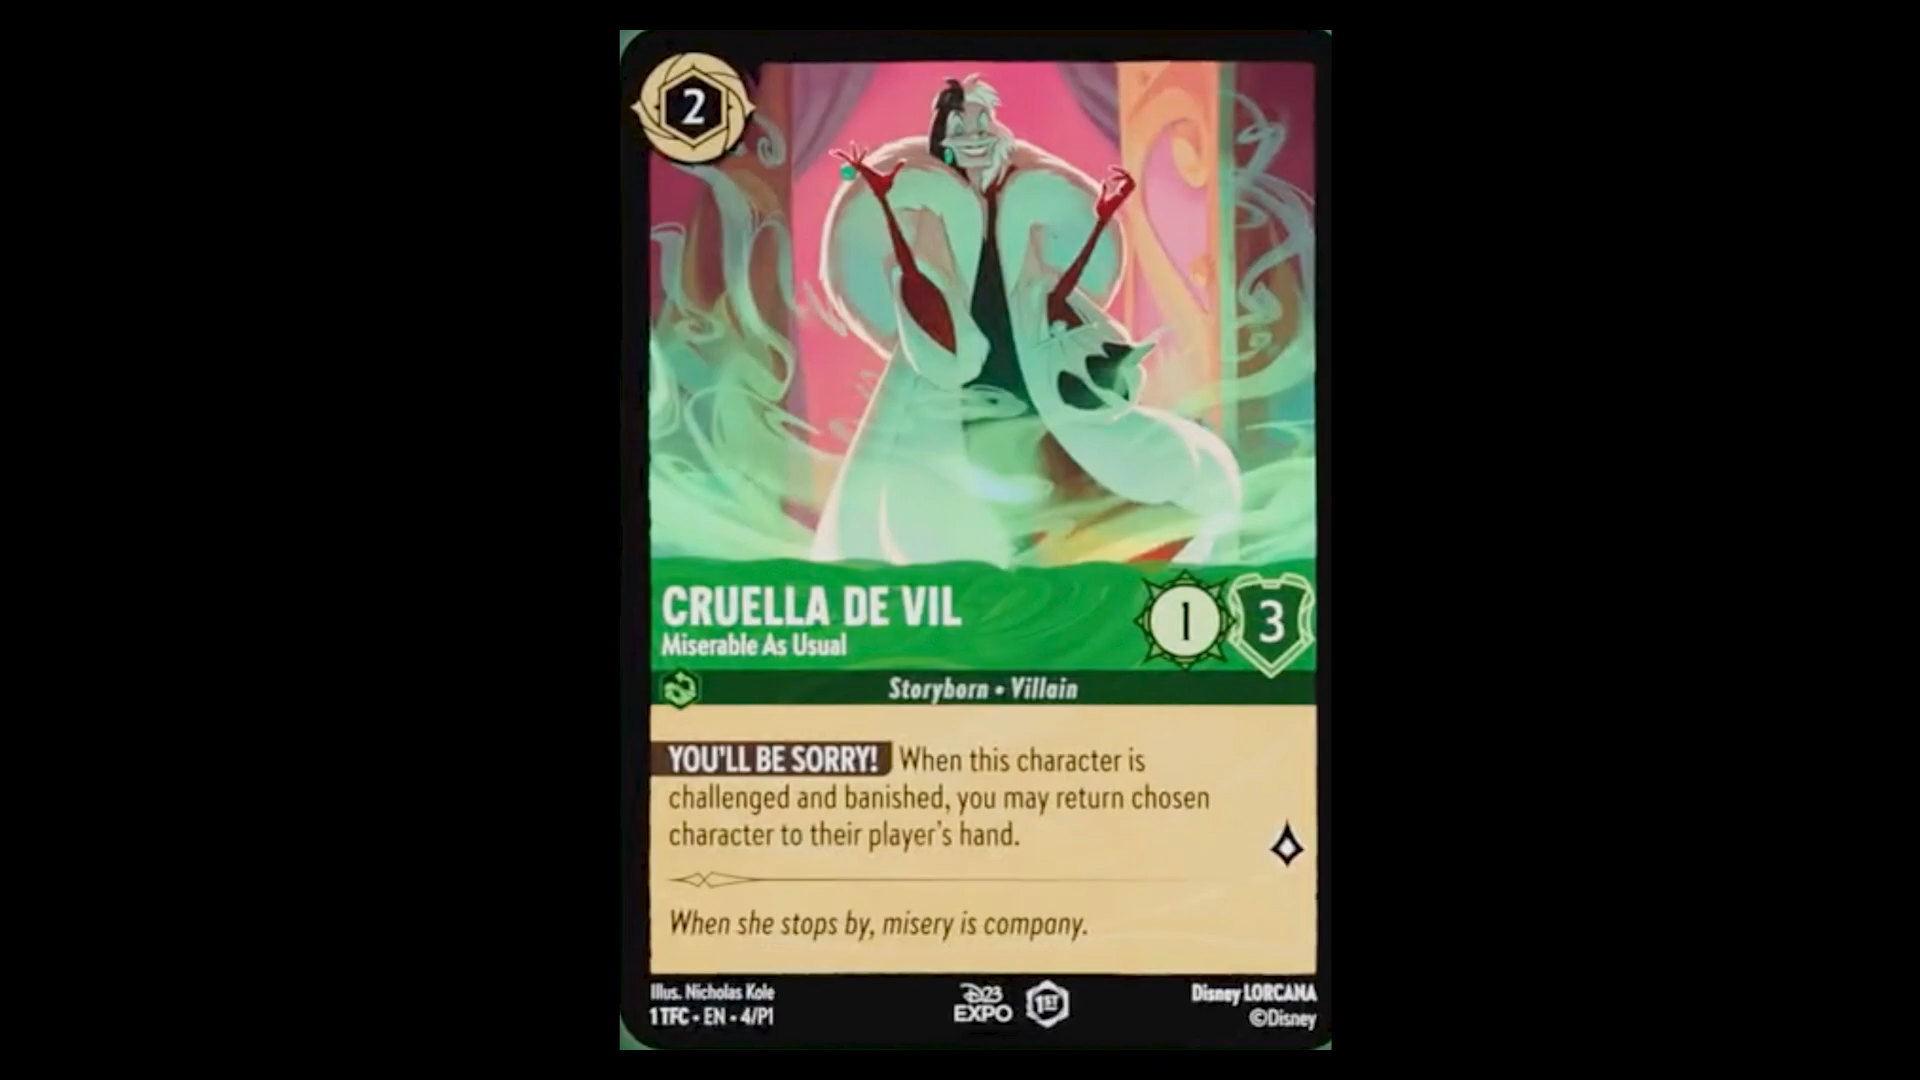 2
CRUELLA DE VIL
Miserable As Usual
1
3
Storyborn • Villain
YOU'LL BE SORRY! When this character is
challenged and banished, you may return chosen
character to their player's hand.
When she stops by, misery is company.
Illus. Nicholas Kole
1TFC • EN • 4/P1
D23
EXPO
1ST
Disney LORCANA
©Disney